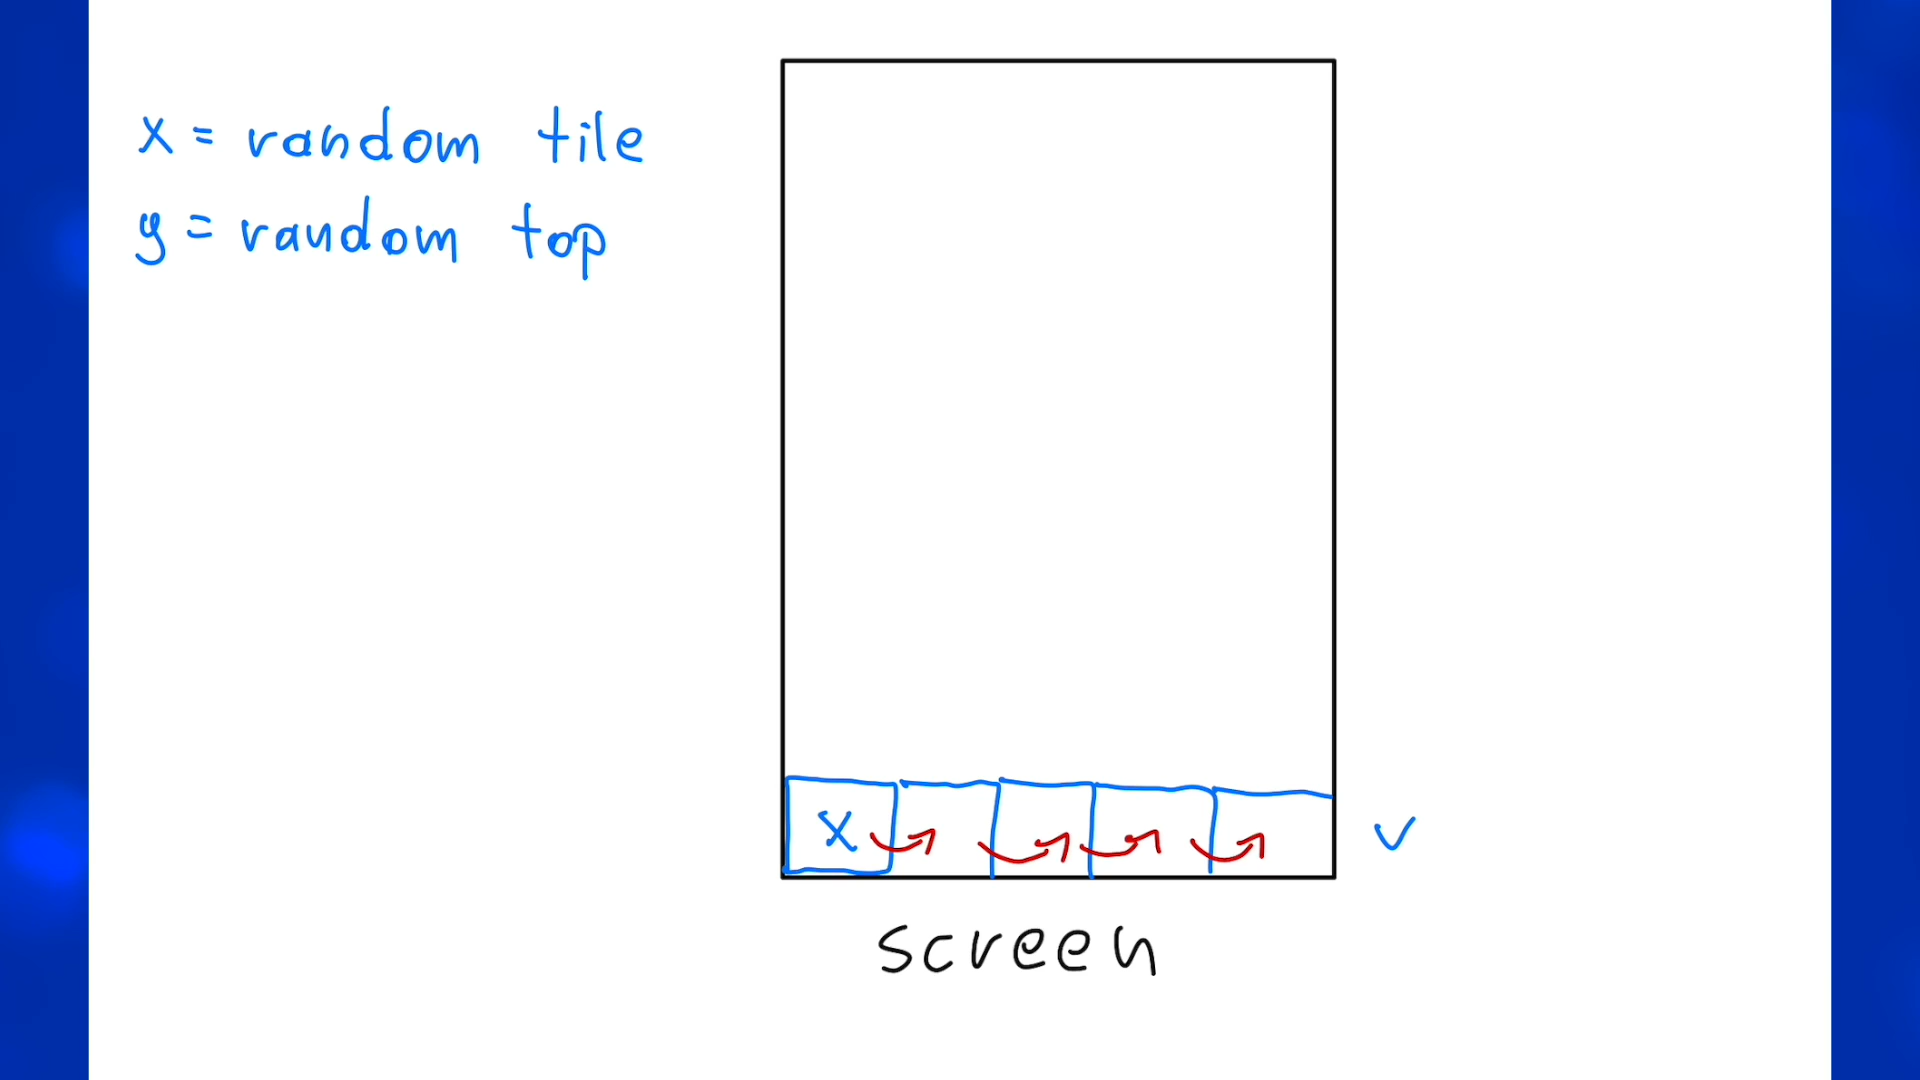 x = random tile
y = random top
x
v
screen